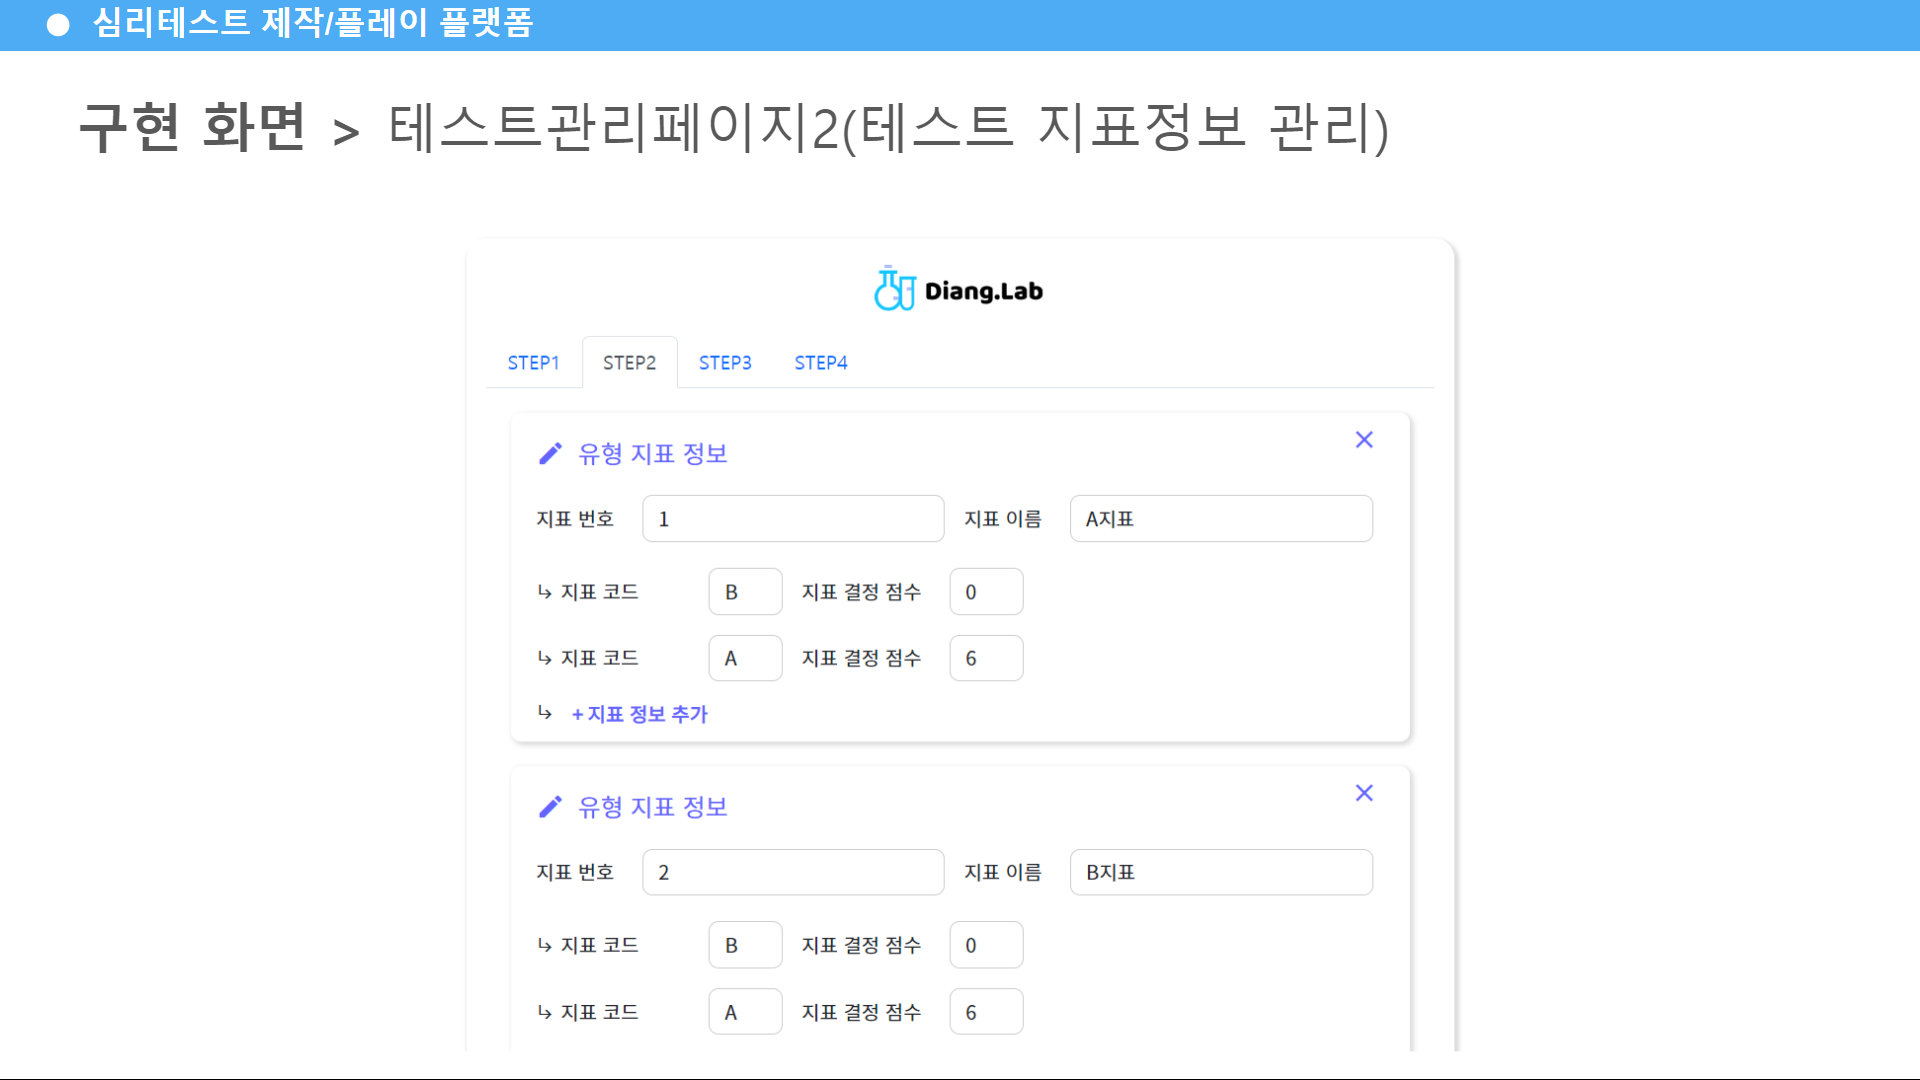 심리테스트 제작/플레이 플랫폼
구현 화면 > 테스트관리페이지2(테스트 지표정보 관리)
Diang.Lab
STEP1 STEP2 STEP3 STEP4
유형 지표 정보
지표 번호 1 지표 이름 A지표
↳ 지표 코드 B 지표 결정 점수 0
↳ 지표 코드 A 지표 결정 점수 6
↳ + 지표 정보 추가
유형 지표 정보
지표 번호 2 지표 이름 B지표
↳ 지표 코드 B 지표 결정 점수 0
↳ 지표 코드 A 지표 결정 점수 6